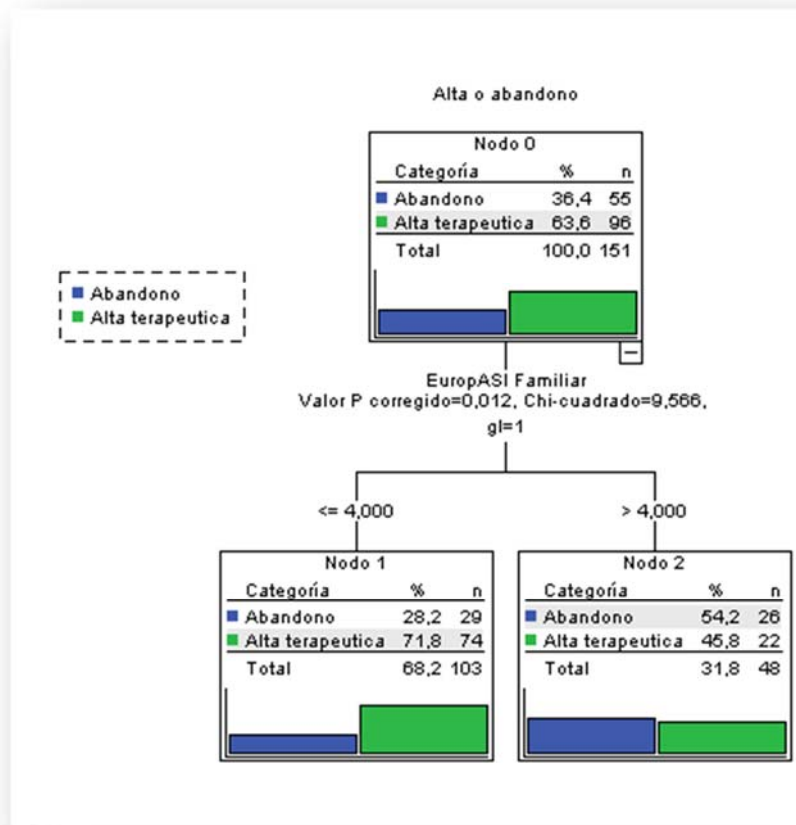 Alta o abandono
Nodo 0
Categoría % n
Abandono 36,4 55
Alta terapeutica 63,6 96
Total 100,0 151
Abandono
Alta terapeutica
EuropASI Familiar
Valor P corregido=0,012, Chi-cuadrado=9,566,
gl=1
<= 4,000
> 4,000
Nodo 1
Categoría % n
Abandono 28,2 29
Alta terapeutica 71,8 74
Total 68,2 103
Nodo 2
Categoría % n
Abandono 54,2 26
Alta terapeutica 45,8 22
Total 31,8 48